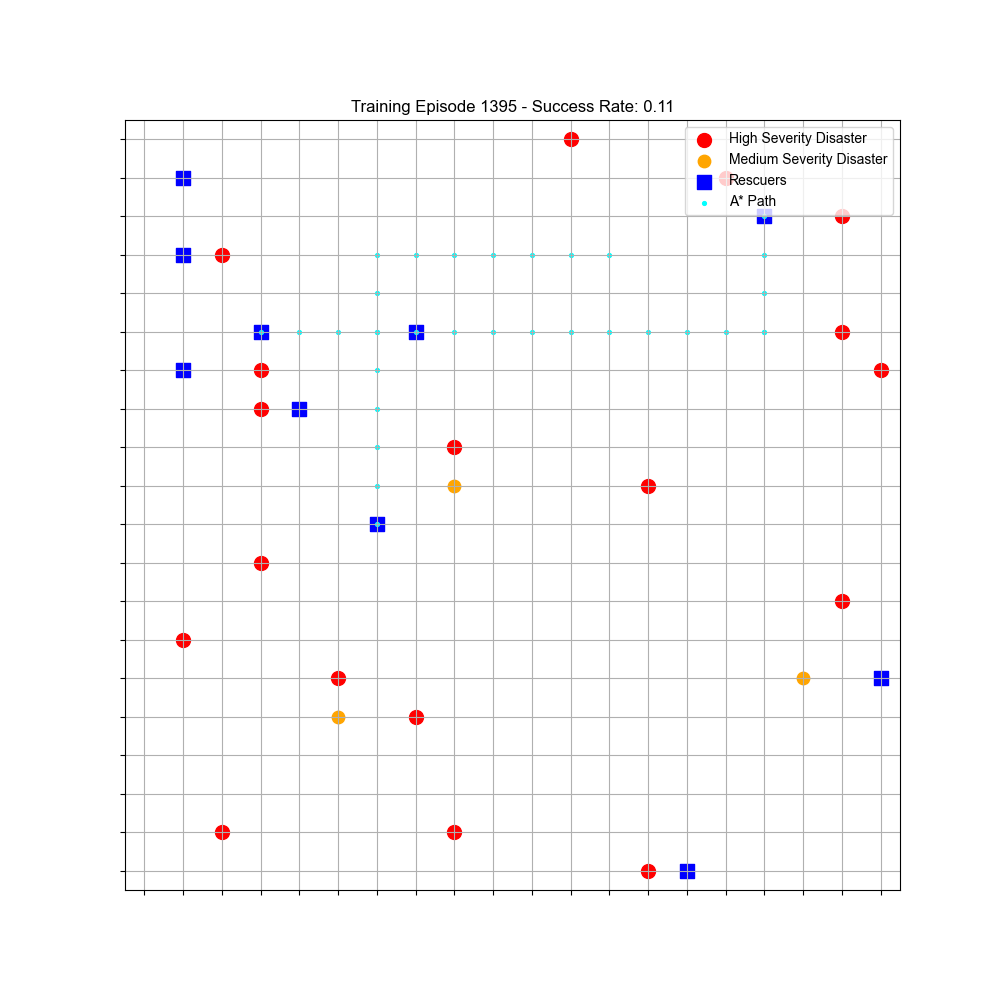 Training Episode 1395 - Success Rate: 0.11
High Severity Disaster
Medium Severity Disaster
Rescuers
A* Path